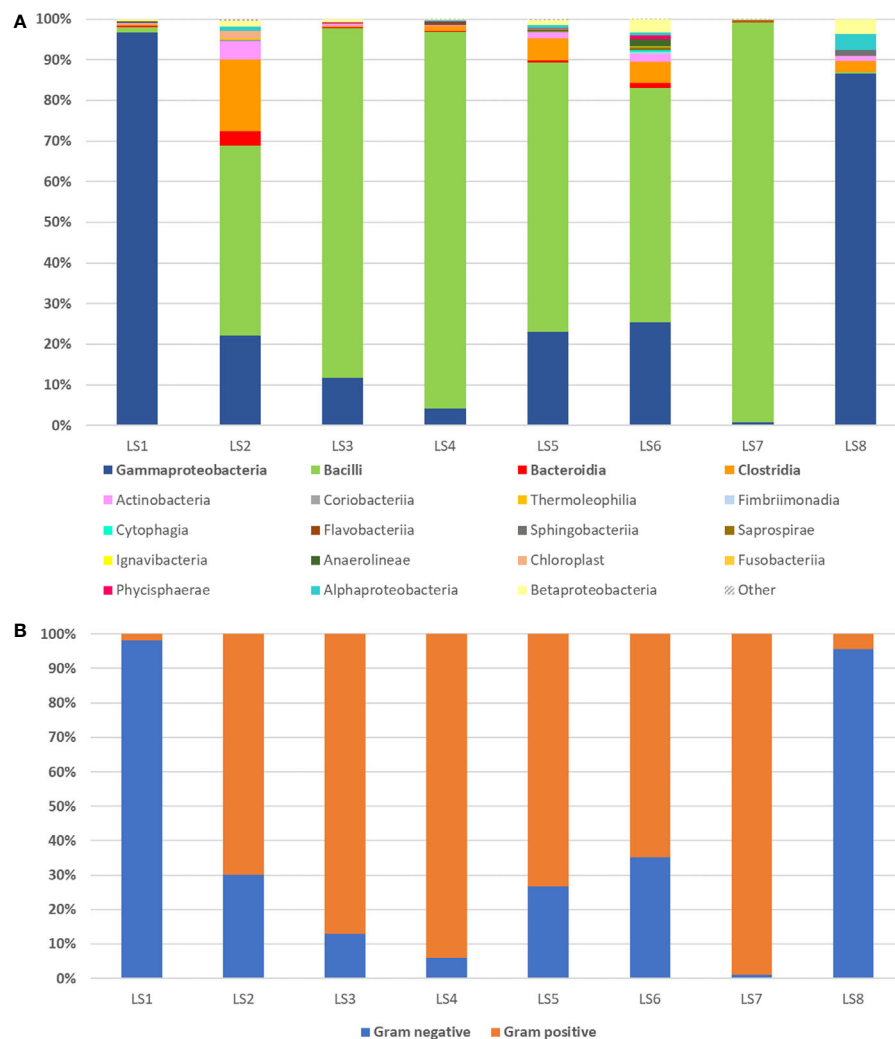 A
100%
90%
80%
70%
60%
50%
40%
30%
20%
10%
0%
LS1 LS2 LS3 LS4 LS5 LS6 LS7 LS8
Gammaproteobacteria Bacilli Bacteroidia Clostridia
Actinobacteria Coriobacteriia Thermoleophilia Fimbriimonadia
Cytophagia Flavobacteriia Sphingobacteriia Saprospirae
Ignavibacteria Anaerolineae Chloroplast Fusobacteriia
Phycisphaerae Alphaproteobacteria Betaproteobacteria Other
B
100%
90%
80%
70%
60%
50%
40%
30%
20%
10%
0%
LS1 LS2 LS3 LS4 LS5 LS6 LS7 LS8
Gram negative Gram positive